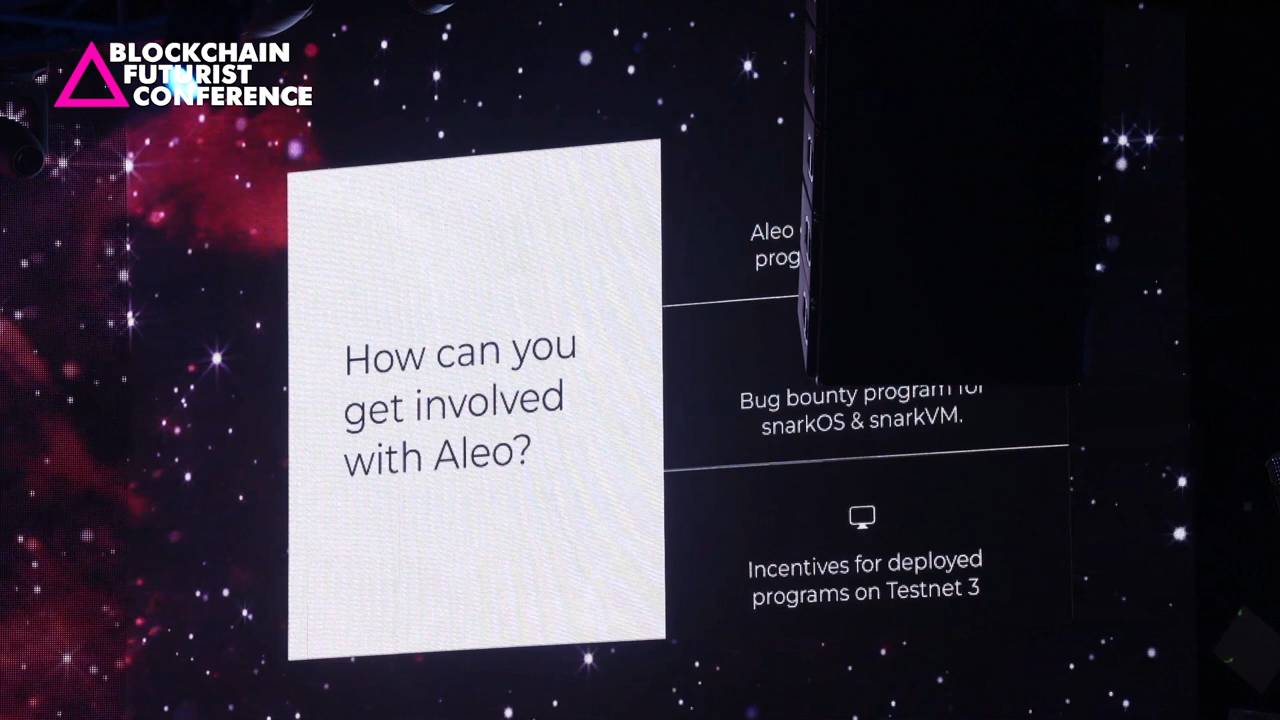 BLOCKCHAIN
FUTURIST
CONFERENCE
How can you
get involved
with Aleo?
Aleo
Bug bounty program for
snarkOS & snarkVM.
Incentives for deployed
programs on Testnet 3